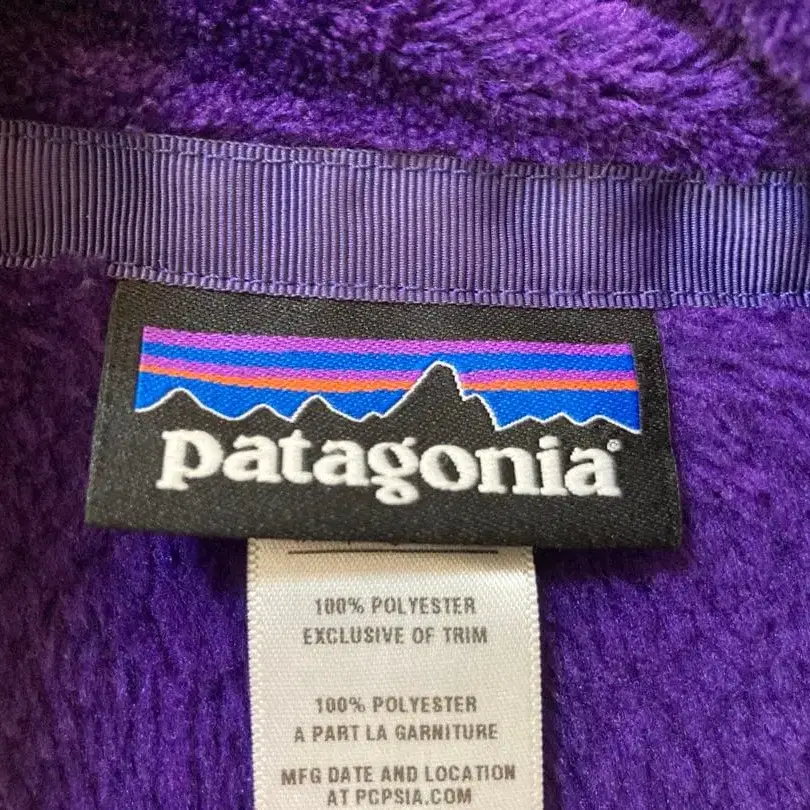 patagonia®
100% POLYESTER
EXCLUSIVE OF TRIM
100% POLYESTER
A PART LA GARNITURE
MFG DATE AND LOCATION
AT PCPSIA.COM